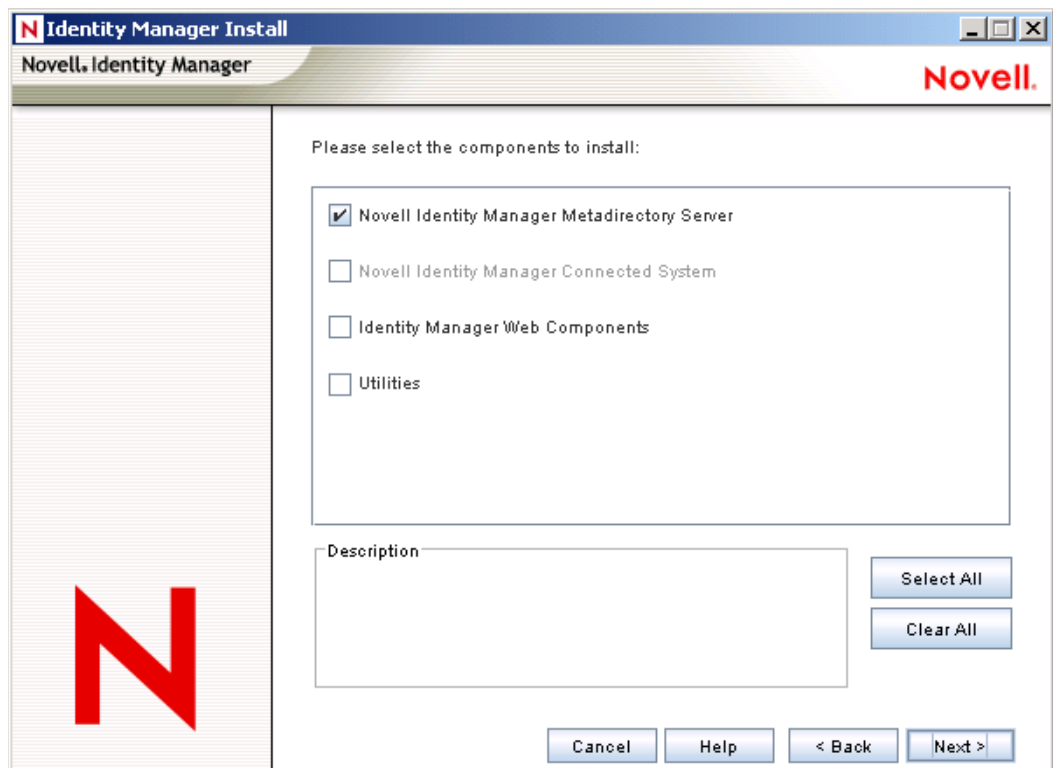 N Identity Manager Install
Novell. Identity Manager
Novell.
Please select the components to install:
Novell Identity Manager Metadirectory Server
Novell Identity Manager Connected System
Identity Manager Web Components
Utilities
Description
Select All
Clear All
N
Cancel
Help
< Back
Next >